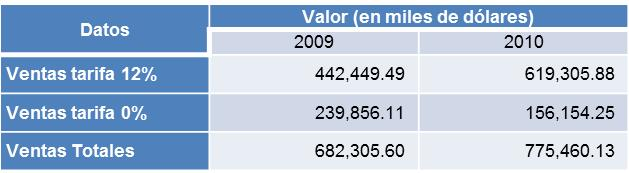 Datos
Valor (en miles de dólares)
2009 2010
Ventas tarifa 12% 442,449.49 619,305.88
Ventas tarifa 0% 239,856.11 156,154.25
Ventas Totales 682,305.60 775,460.13